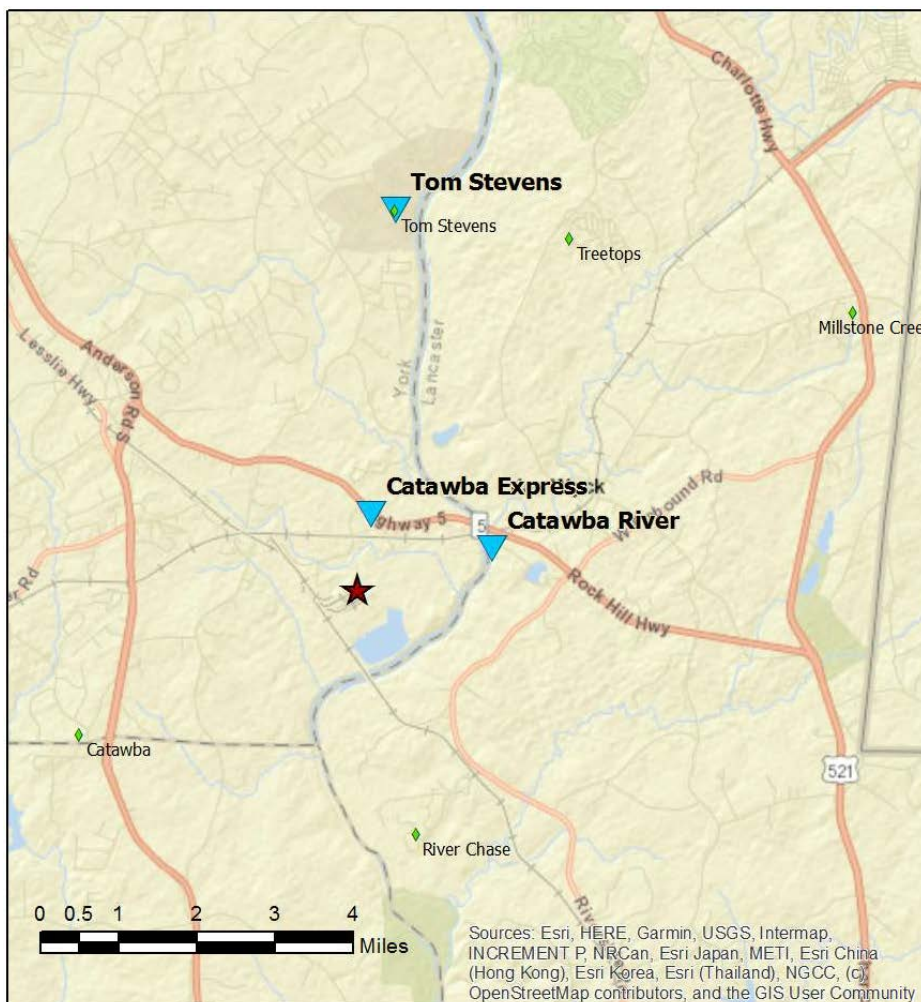 Charlotte Hwy
Tom Stevens
Tom Stevens
Treetops
Millstone Cree
Lesslie Hwy
Anderson Rd S
York
Lancaster
Catawba Express
Catawba River
ghway 5
5
Rd
er Rd
Rock Hill Hwy
Catawba
521
River Chase
0 0.5 1 2 3 4
Miles
Sources: Esri, HERE, Garmin, USGS, Intermap,
INCREMENT P, NRCan, Esri Japan, METI, Esri China
(Hong Kong), Esri Korea, Esri (Thailand), NGCC, (c)
OpenStreetMap contributors, and the GIS User Community